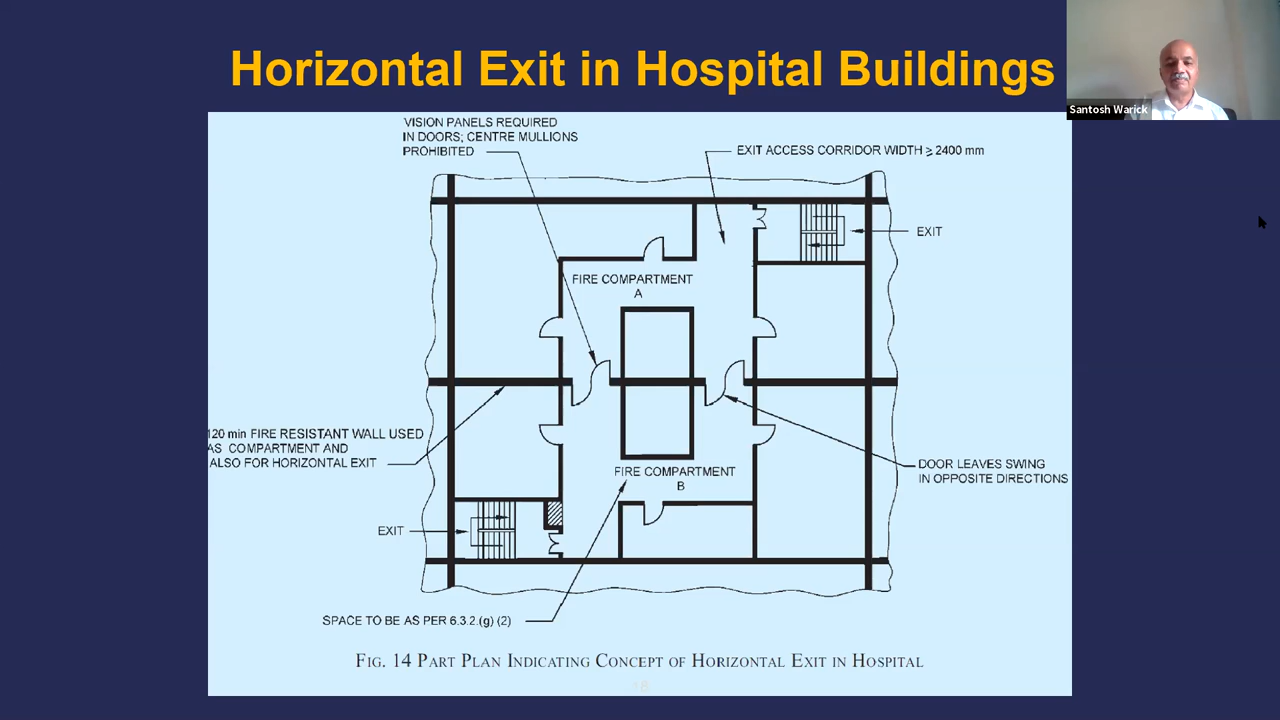 Horizontal Exit in Hospital Buildings
Santosh Warick
VISION PANELS REQUIRED
IN DOORS; CENTRE MULLIONS
PROHIBITED
EXIT ACCESS CORRIDOR WIDTH ≥ 2400 mm
EXIT
FIRE COMPARTMENT
A
120 min FIRE RESISTANT WALL USED
AS COMPARTMENT AND
ALSO FOR HORIZONTAL EXIT
FIRE COMPARTMENT
B
DOOR LEAVES SWING
IN OPPOSITE DIRECTIONS
EXIT
SPACE TO BE AS PER 6.3.2.(g) (2)
FIG. 14 PART PLAN INDICATING CONCEPT OF HORIZONTAL EXIT IN HOSPITAL